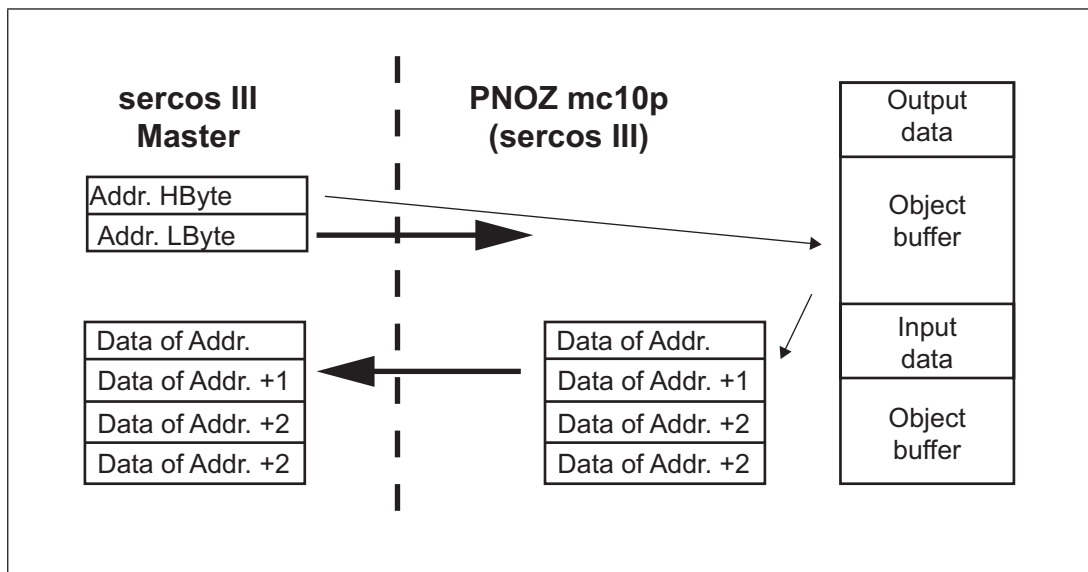 sercos III
Master
PNOZ mc10p
(sercos III)
Addr. HByte
Addr. LByte
Data of Addr.
Data of Addr. +1
Data of Addr. +2
Data of Addr. +2
Data of Addr.
Data of Addr. +1
Data of Addr. +2
Data of Addr. +2
Output
data
Object
buffer
Input
data
Object
buffer